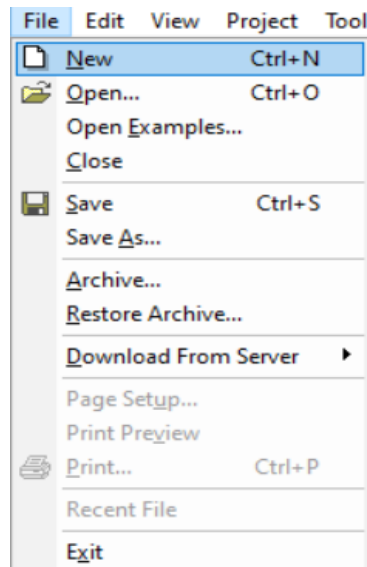 File Edit View Project Tool
New Ctrl+N
Open... Ctrl+O
Open Examples...
Close
Save Ctrl+S
Save As...
Archive...
Restore Archive...
Download From Server
Page Setup...
Print Preview
Print... Ctrl+P
Recent File
Exit